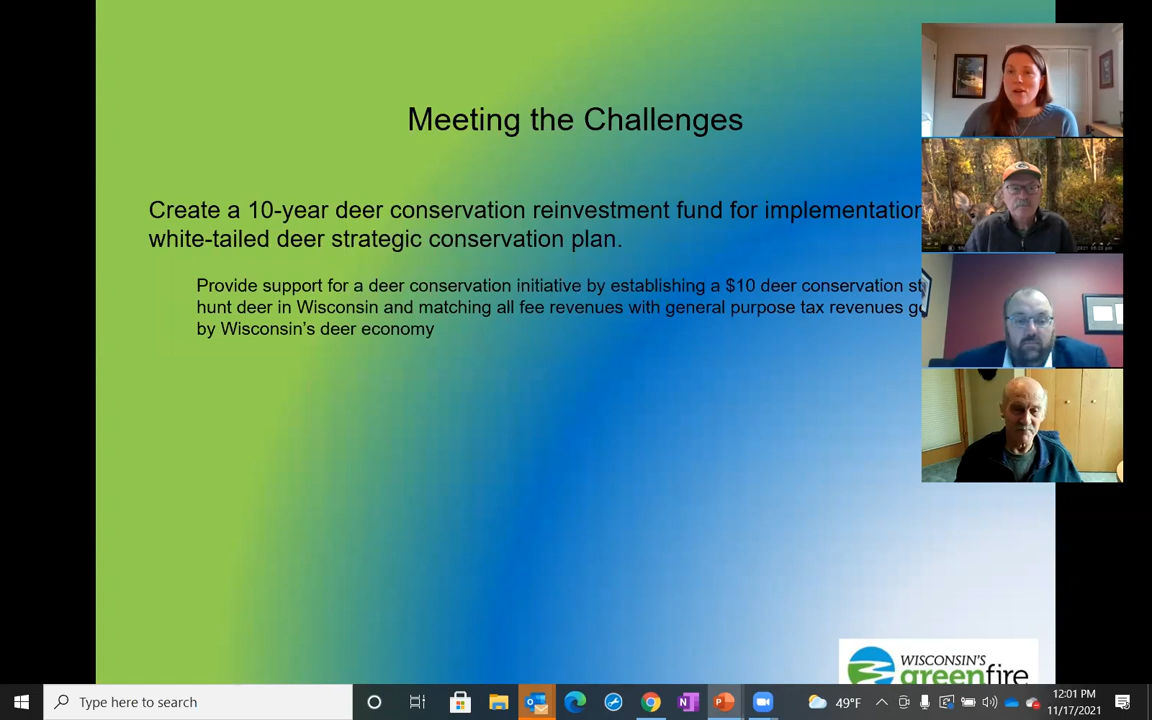 Meeting the Challenges
Create a 10-year deer conservation reinvestment fund for implementation
white-tailed deer strategic conservation plan.
Provide support for a deer conservation initiative by establishing a $10 deer conservation st
hunt deer in Wisconsin and matching all fee revenues with general purpose tax revenues
by Wisconsin's deer economy
WISCONSIN'S
greenfire
Type here to search
49°F
12:01 PM
11/17/2021